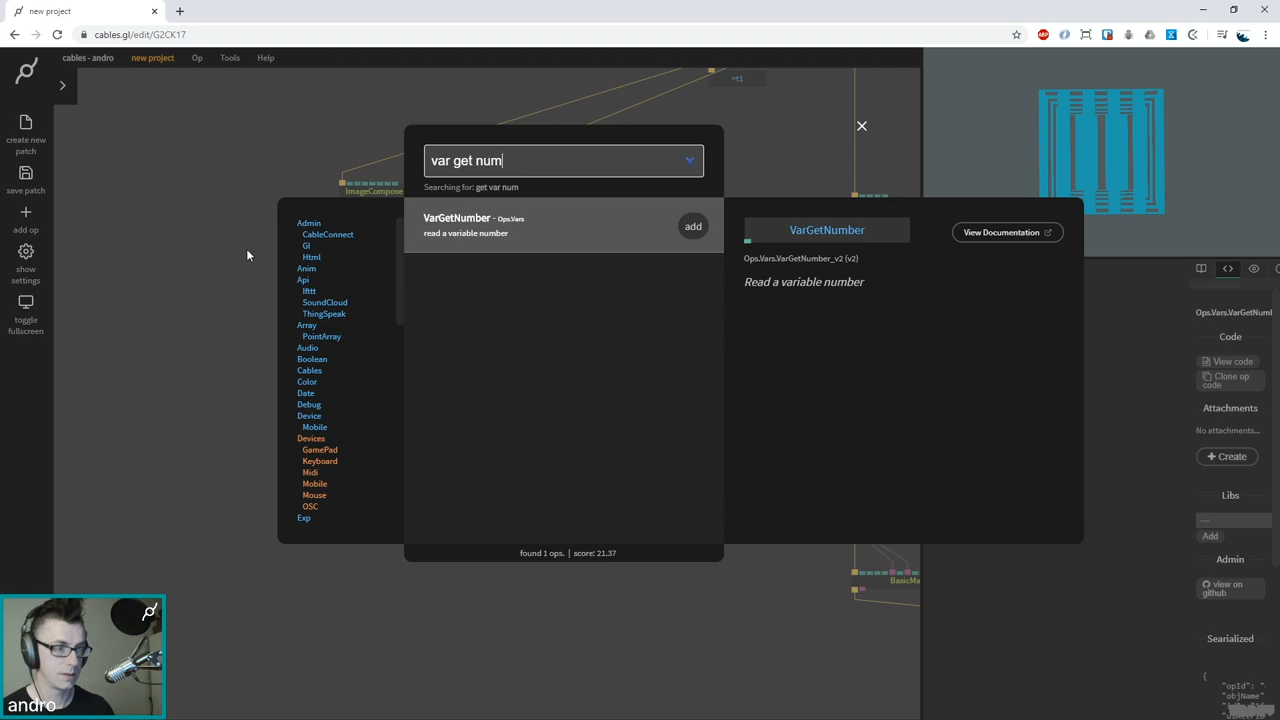 new project
cables.gl/edit/G2CK17
cables - andro
new project
Op
Tools
Help
create new
patch
save patch
add op
show
settings
toggle
fullscreen
>t1
ImageCompose
var get num
Searching for: get var num
VarGetNumber - Ops.Vars
read a variable number
add
found 1 ops. | score: 21.37
Admin
CableConnect
Gl
Html
Anim
Api
Ifttt
SoundCloud
ThingSpeak
Array
PointArray
Audio
Boolean
Cables
Color
Date
Debug
Device
Mobile
Devices
GamePad
Keyboard
Midi
Mobile
Mouse
OSC
Exp
VarGetNumber
View Documentation
Ops.Vars.VarGetNumber_v2 (v2)
Read a variable number
BasicMa
Ops.Vars.VarGetNuml
Code
View code
Clone op
code
Attachments
No attachments...
+ Create
Libs
---
Add
Admin
view on
github
Searialized
{
"opId": "
"objName"
andro